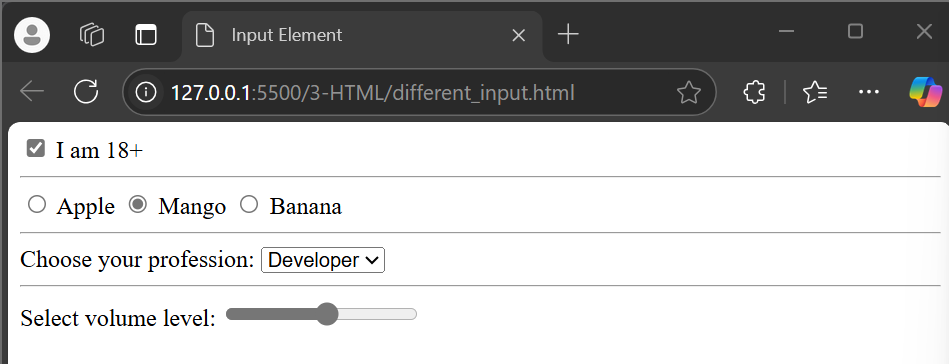 Input Element
127.0.0.1:5500/3-HTML/different_input.html
I am 18+
Apple Mango Banana
Choose your profession: Developer
Select volume level: